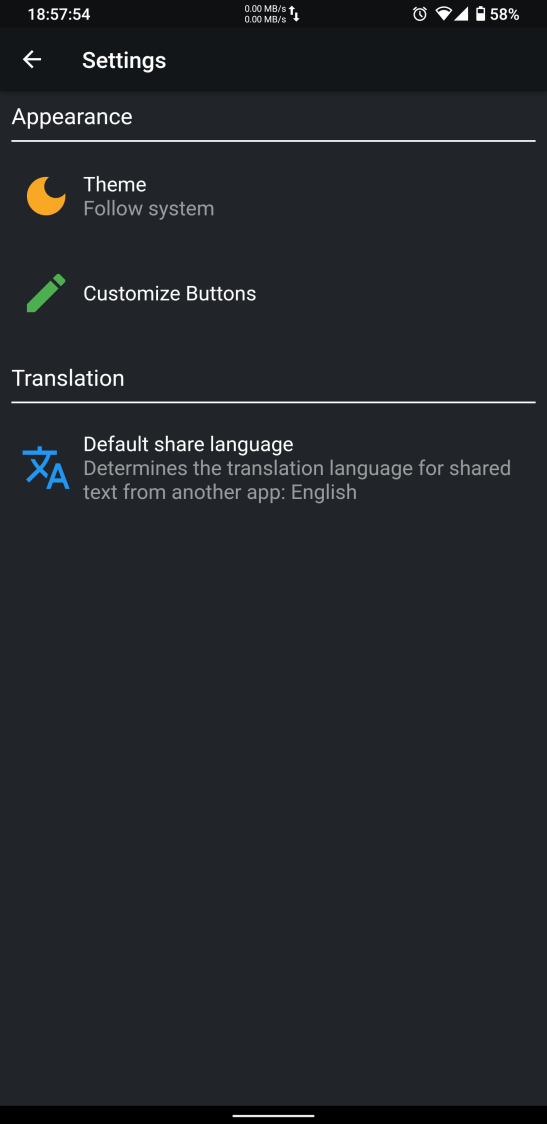 18:57:54
0.00 MB/s
0.00 MB/s
58%
Settings
Appearance
Theme
Follow system
Customize Buttons
Translation
Default share language
Determines the translation language for shared
text from another app: English